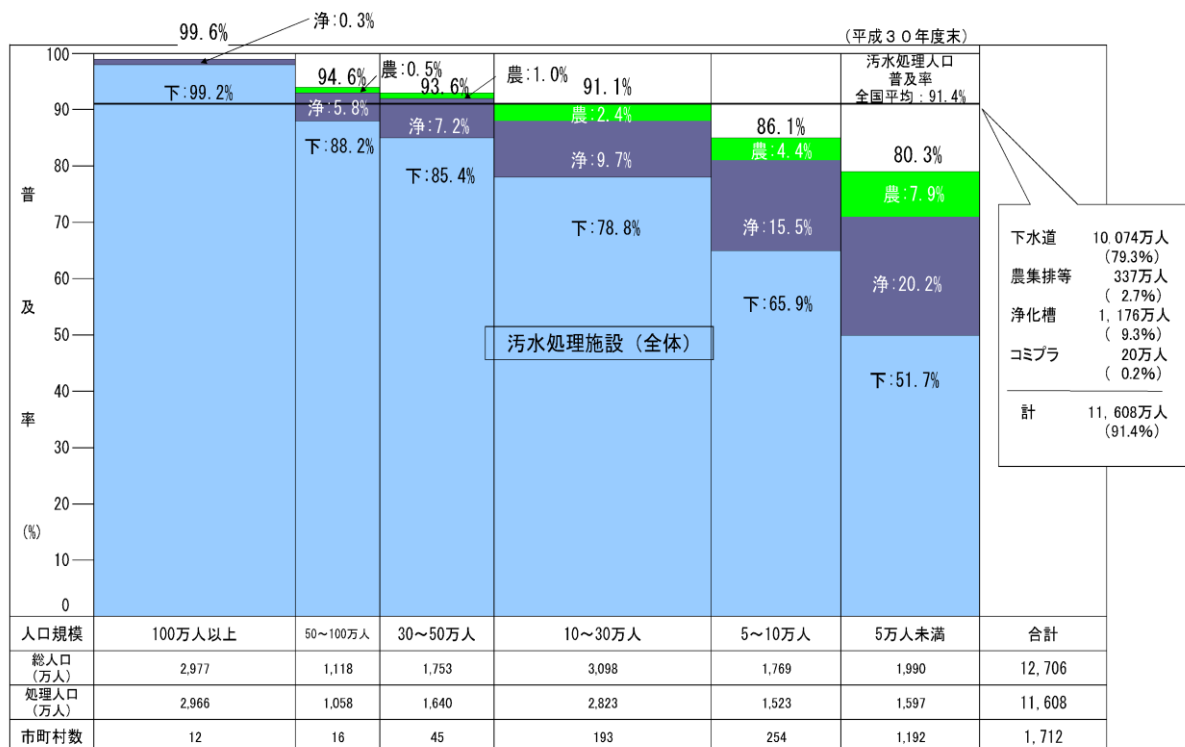 浄:0.3%
99.6%
(平成30年度末)
100
94.6%
農:0.5%
93.6%
農:1.0%
91.1%
汚水処理人口
普及率
全国平均:91.4%
下:99.2%
90
浄:5.8%
浄:7.2%
農:2.4%
86.1%
下:88.2%
浄:9.7%
農:4.4%
80.3%
80
下:85.4%
普
農:7.9%
70
下:78.8%
浄:15.5%
下水道 10,074万人
(79.3%)
農集排等 337万人
( 2.7%)
浄化槽 1,176万人
( 9.3%)
コミプラ 20万人
( 0.2%)
計 11,608万人
(91.4%)
60
浄:20.2%
及
下:65.9%
50
汚水処理施設(全体)
下:51.7%
40
率
30
20
(%)
10
0
人口規模 100万人以上 50~100万人 30~50万人 10~30万人 5~10万人 5万人未満 合計
総人口
(万人) 2,977 1,118 1,753 3,098 1,769 1,990 12,706
処理人口
(万人) 2,966 1,058 1,640 2,823 1,523 1,597 11,608
市町村数 12 16 45 193 254 1,192 1,712